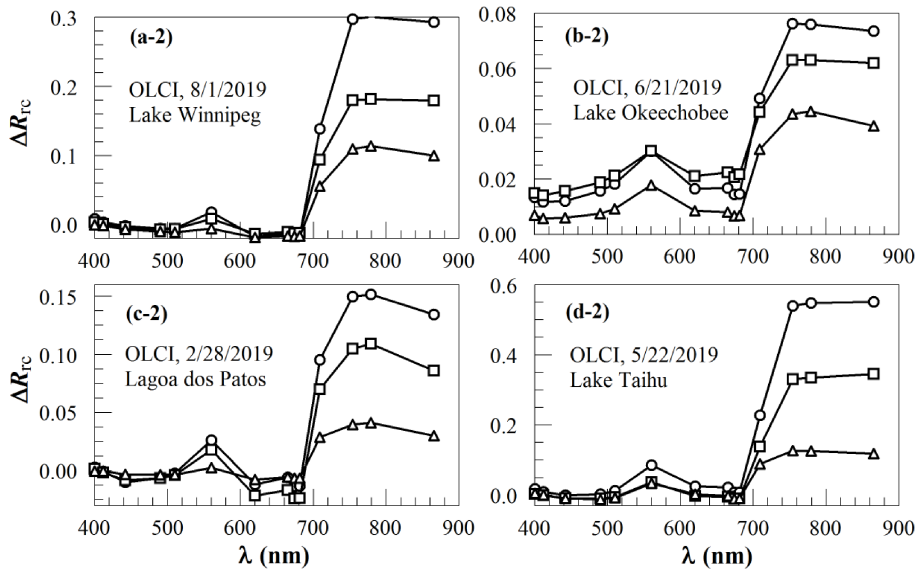 0.3
0.2
0.1
0.0
ΔRrc
(a-2)
OLCI, 8/1/2019
Lake Winnipeg
400 500 600 700 800 900
0.08
0.06
0.04
0.02
0.00
(b-2)
OLCI, 6/21/2019
Lake Okeechobee
400 500 600 700 800 900
0.15
0.10
0.05
0.00
ΔRrc
(c-2)
OLCI, 2/28/2019
Lagoa dos Patos
400 500 600 700 800 900
λ (nm)
0.6
0.4
0.2
0.0
(d-2)
OLCI, 5/22/2019
Lake Taihu
400 500 600 700 800 900
λ (nm)